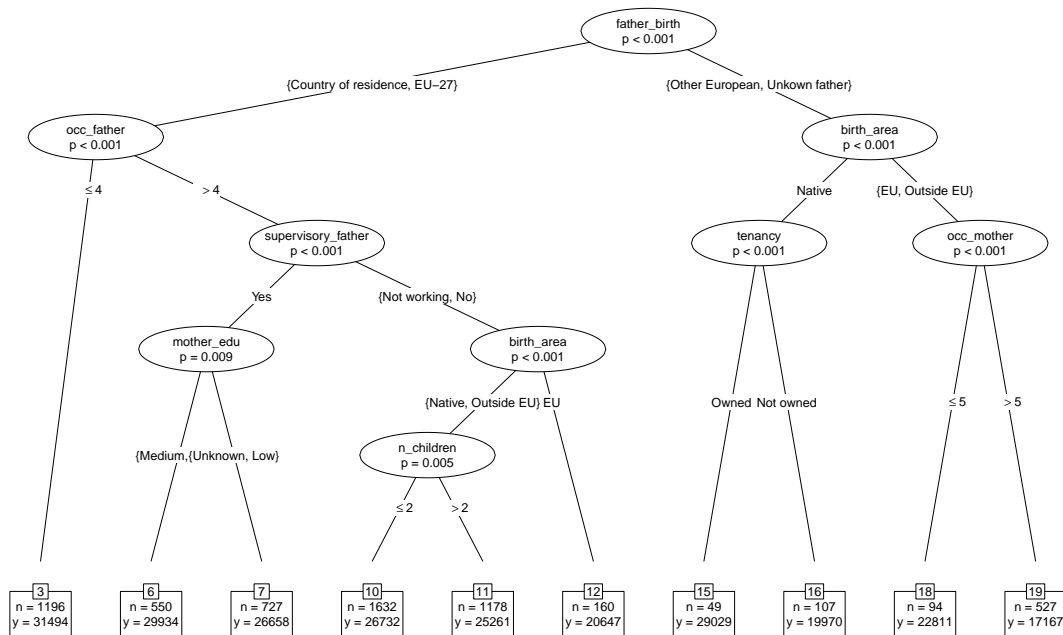 father_birth
p < 0.001
{Country of residence, EU−27}
{Other European, Unkown father}
occ_father
p < 0.001
birth_area
p < 0.001
≤ 4
> 4
Native
{EU, Outside EU}
supervisory_father
p < 0.001
tenancy
p < 0.001
occ_mother
p < 0.001
Yes
{Not working, No}
mother_edu
p = 0.009
birth_area
p < 0.001
{Native, Outside EU}
EU
Owned
Not owned
≤ 5
> 5
{Medium,
{Unknown, Low}
n_children
p = 0.005
≤ 2
> 2
3
6
7
10
11
12
15
16
18
19
n = 1196
y = 31494
n = 550
y = 29934
n = 727
y = 26658
n = 1632
y = 26732
n = 1178
y = 25261
n = 160
y = 20647
n = 49
y = 29029
n = 107
y = 19970
n = 94
y = 22811
n = 527
y = 17167